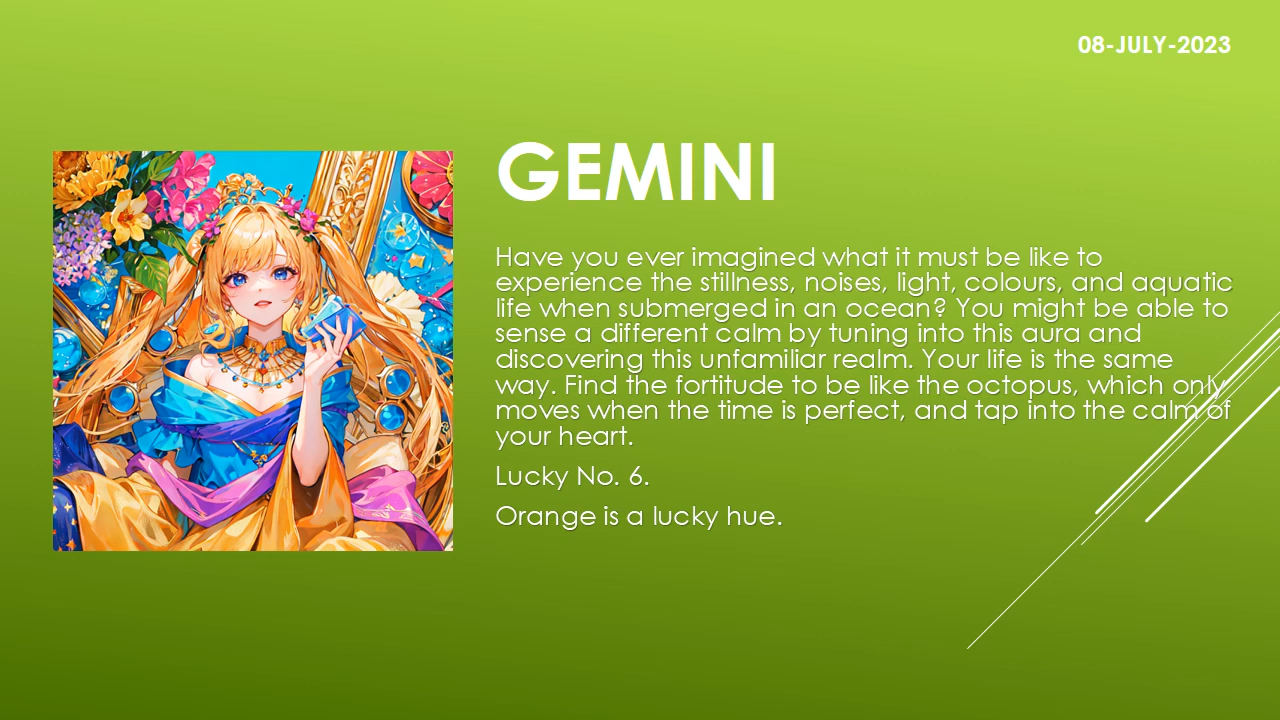 08-JULY-2023
GEMINI
Have you ever imagined what it must be like to
experience the stillness, noises, light, colours, and aquatic
life when submerged in an ocean? You might be able to
sense a different calm by tuning into this aura and
discovering this unfamiliar realm. Your life is the same
way. Find the fortitude to be like the octopus, which only
moves when the time is perfect, and tap into the calm of
your heart.
Lucky No. 6.
Orange is a lucky hue.